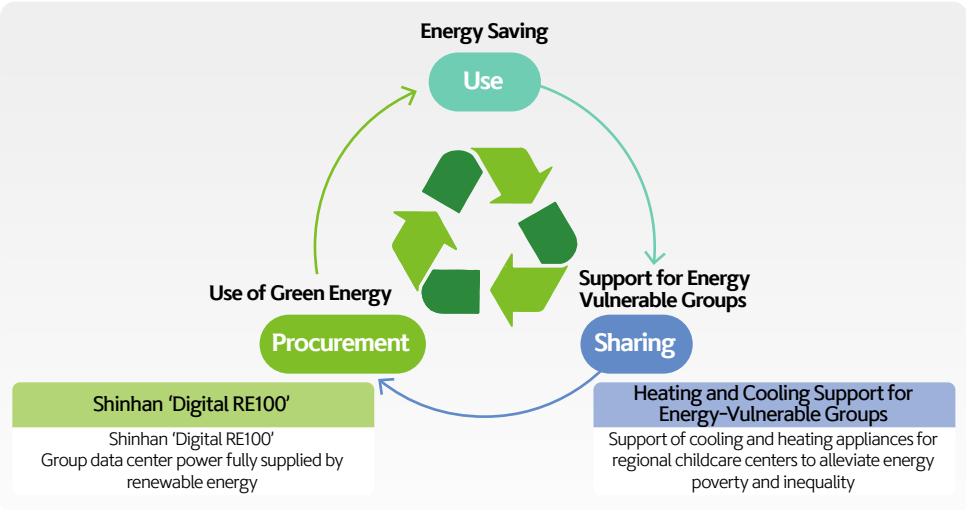 Energy Saving
Use
Use of Green Energy
Procurement
Support for Energy
Vulnerable Groups
Sharing
Shinhan ‘Digital RE100’
Shinhan ‘Digital RE100’
Group data center power fully supplied by
renewable energy
Heating and Cooling Support for
Energy-Vulnerable Groups
Support of cooling and heating appliances for
regional childcare centers to alleviate energy
poverty and inequality